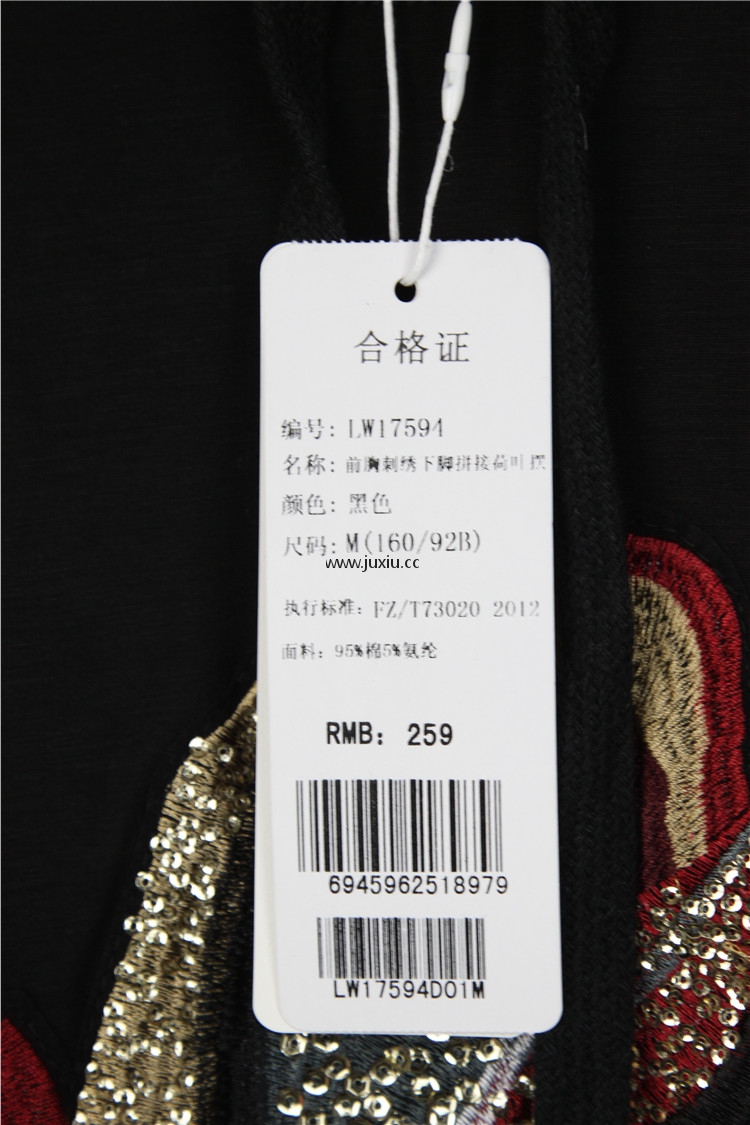 合格证
编号: LW17594
名称: 前胸刺绣下脚拼接荷叶摆
颜色: 黑色
尺码: M(160/92B)
www.juxiu.cc
执行标准: FZ/T73020 2012
面料: 95%棉5%氨纶
RMB: 259
6945962518979
LW17594D01M